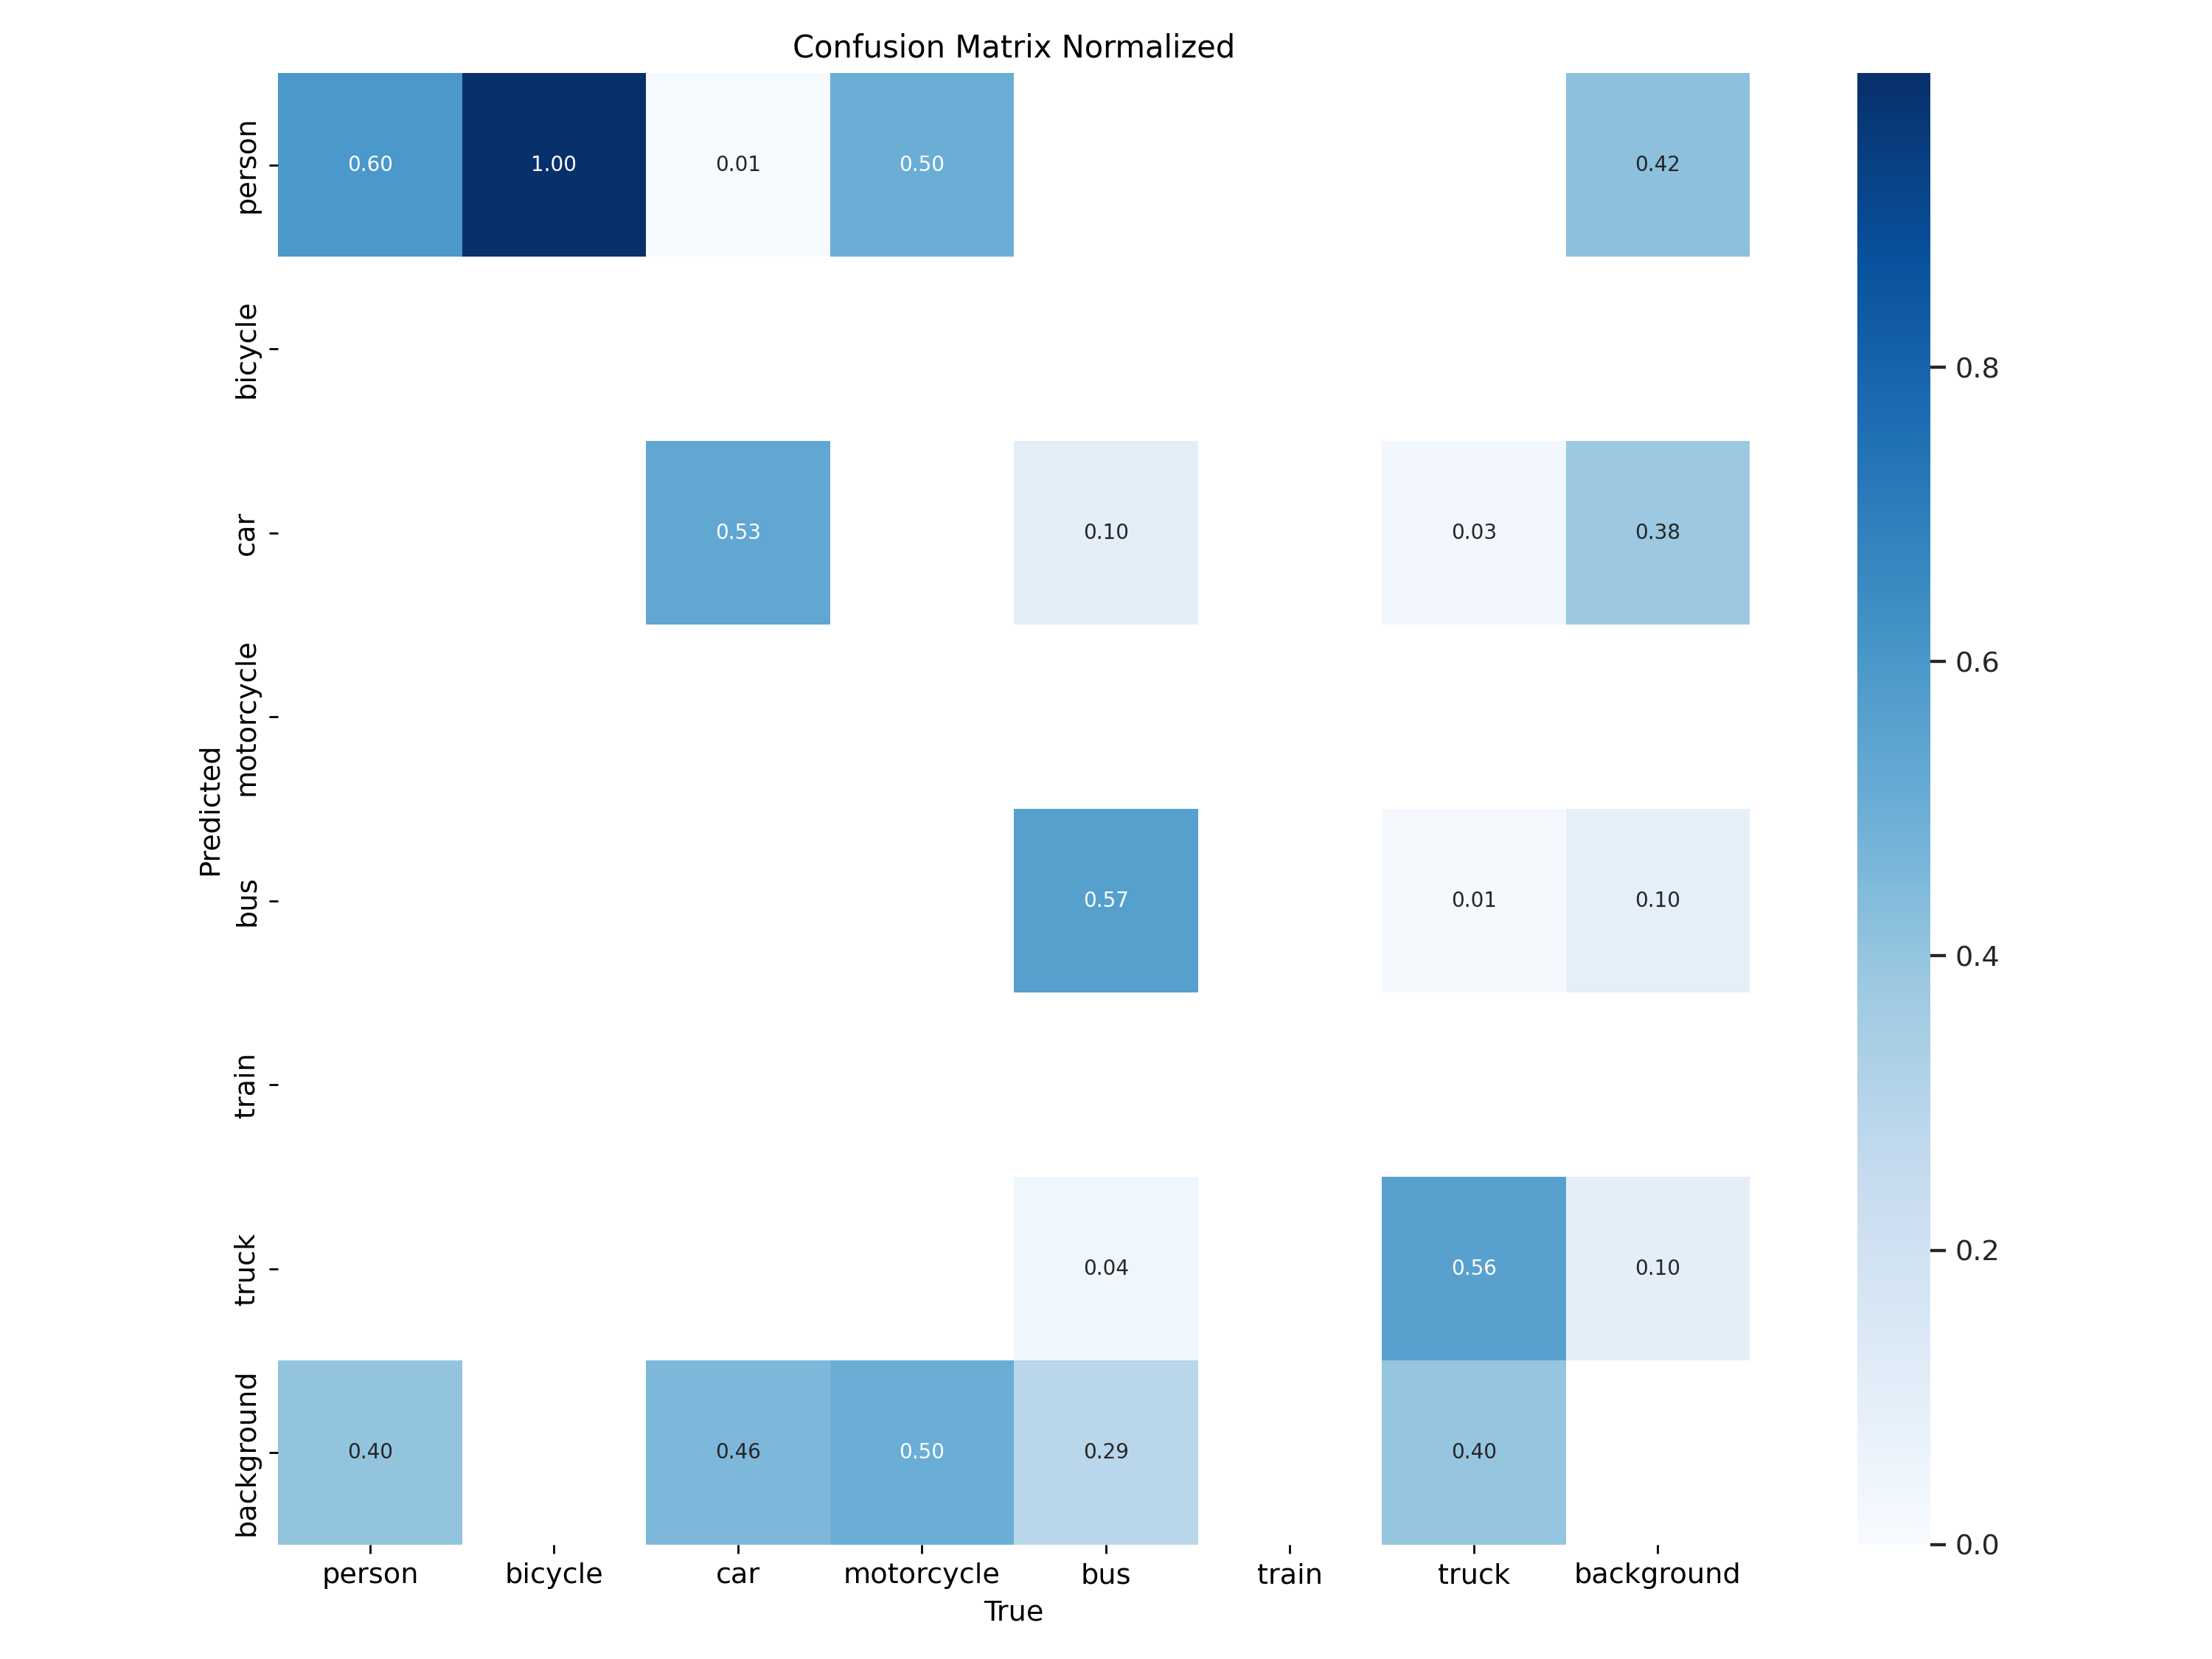 Confusion Matrix Normalized
person
0.60 1.00 0.01 0.50 0.42
bicycle
0.8
car
0.53 0.10 0.03 0.38
0.6
motorcycle
Predicted
bus
0.57 0.01 0.10
0.4
train
truck
0.04 0.56 0.10
0.2
background
0.40 0.46 0.50 0.29 0.40
0.0
person bicycle car motorcycle bus train truck background
True